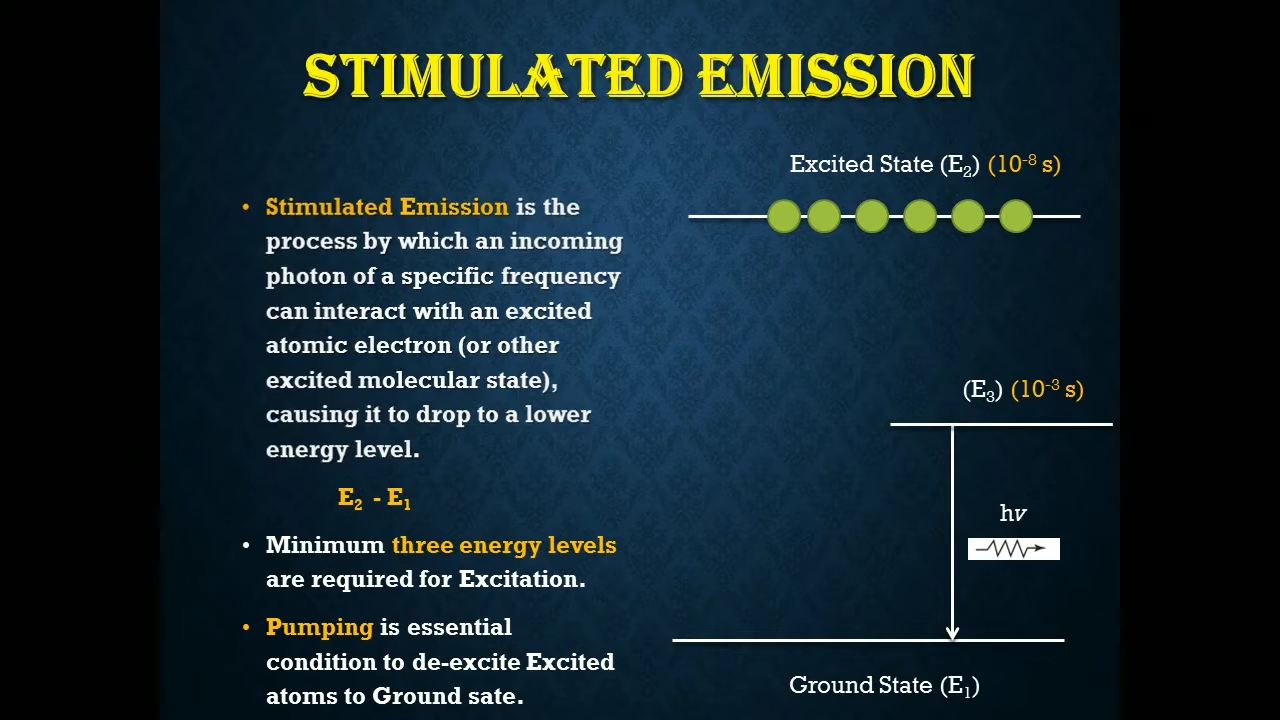 STIMULATED EMISSION
Excited State (E₂) (10⁻⁸ s)
• Stimulated Emission is the
process by which an incoming
photon of a specific frequency
can interact with an excited
atomic electron (or other
excited molecular state),
causing it to drop to a lower
energy level.
E₂ - E₁
• Minimum three energy levels
are required for Excitation.
• Pumping is essential
condition to de-excite Excited
atoms to Ground sate.
(E₃) (10⁻³ s)
hv
Ground State (E₁)